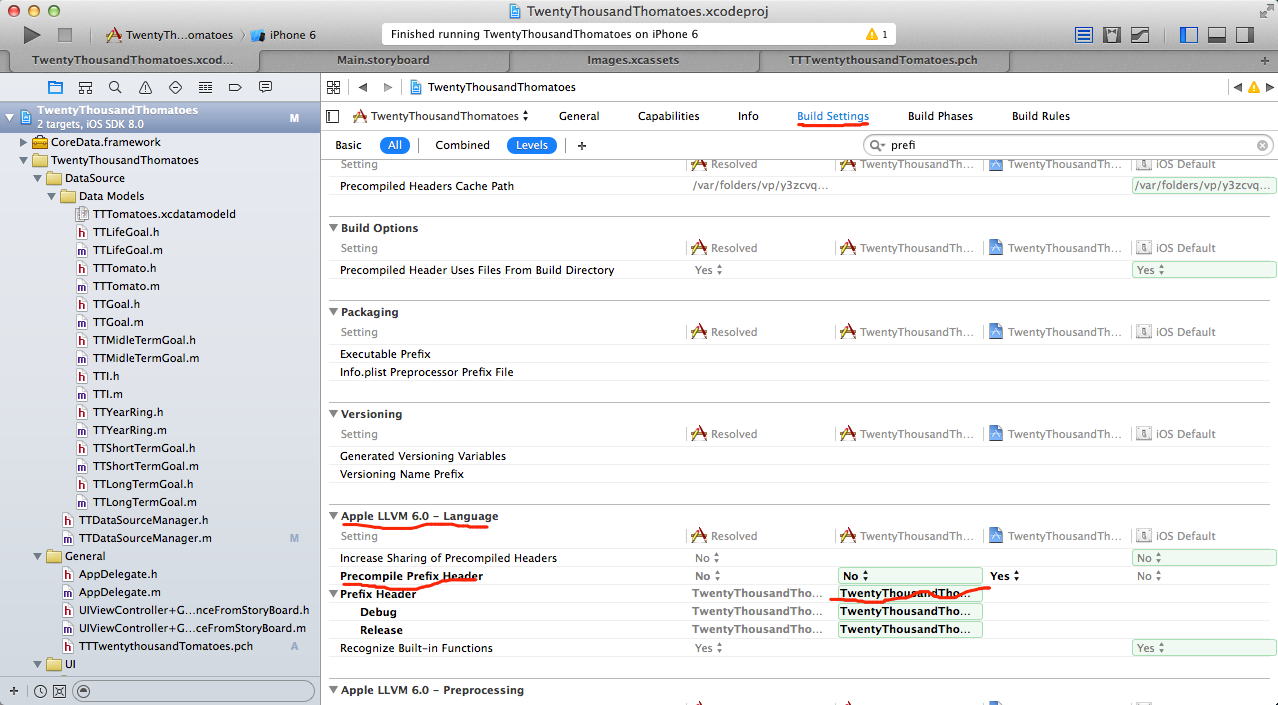 TwentyThousandThomatoes.xcodeproj
TwentyTh...omatoes
iPhone 6
Finished running TwentyThousandThomatoes on iPhone 6
1
TwentyThousandThomatoes.xcod...
Main.storyboard
Images.xcassets
TTTwentythousandTomatoes.pch
+
TwentyThousandThomatoes
TwentyThousandThomatoes
2 targets, iOS SDK 8.0
M
CoreData.framework
TwentyThousandThomatoes
DataSource
Data Models
TTTomatoes.xcdatamodeld
h TTLifeGoal.h
m TTLifeGoal.m
h TTTomato.h
m TTTomato.m
h TTGoal.h
m TTGoal.m
h TTMidleTermGoal.h
m TTMidleTermGoal.m
h TTI.h
m TTI.m
h TTYearRing.h
m TTYearRing.m
h TTShortTermGoal.h
m TTShortTermGoal.m
h TTLongTermGoal.h
m TTLongTermGoal.m
h TTDataSourceManager.h
m TTDataSourceManager.m M
General
h AppDelegate.h
m AppDelegate.m
h UIViewController+G...nceFromStoryBoard.h
m UIViewController+G...ceFromStoryBoard.m
h TTTwentythousandTomatoes.pch A
UI
TwentyThousandThomatoes
General
Capabilities
Info
Build Settings
Build Phases
Build Rules
Basic
All
Combined
Levels
+
prefi
Setting Resolved TwentyThousandTh... TwentyThousandTh... iOS Default
Precompiled Headers Cache Path /var/folders/vp/y3zcvq... /var/folders/vp/y3zcvq...
Build Options
Setting Resolved TwentyThousandTh... TwentyThousandTh... iOS Default
Precompiled Header Uses Files From Build Directory Yes Yes
Packaging
Setting Resolved TwentyThousandTh... TwentyThousandTh... iOS Default
Executable Prefix
Info.plist Preprocessor Prefix File
Versioning
Setting Resolved TwentyThousandTh... TwentyThousandTh... iOS Default
Generated Versioning Variables
Versioning Name Prefix
Apple LLVM 6.0 - Language
Setting Resolved TwentyThousandTh... TwentyThousandTh... iOS Default
Increase Sharing of Precompiled Headers No No
Precompile Prefix Header No No Yes No
Prefix Header TwentyThousandTho... TwentyThousandTho...
Debug TwentyThousandTho... TwentyThousandTho...
Release TwentyThousandTho... TwentyThousandTho...
Recognize Built-in Functions Yes Yes
Apple LLVM 6.0 - Preprocessing